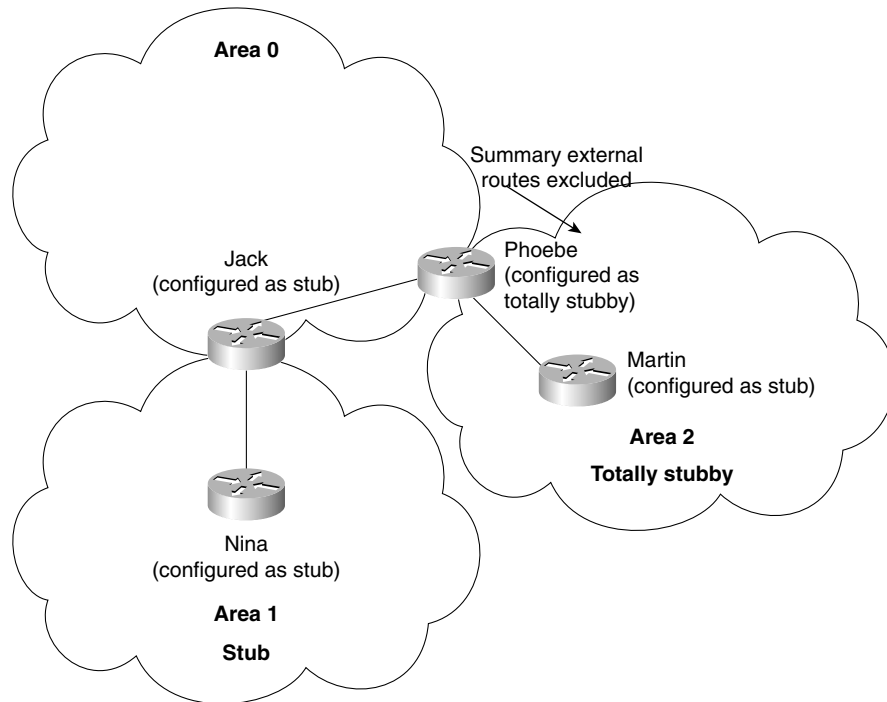 Area 0
Summary external
routes excluded
Phoebe
(configured as
totally stubby)
Jack
(configured as stub)
Martin
(configured as stub)
Area 2
Totally stubby
Nina
(configured as stub)
Area 1
Stub